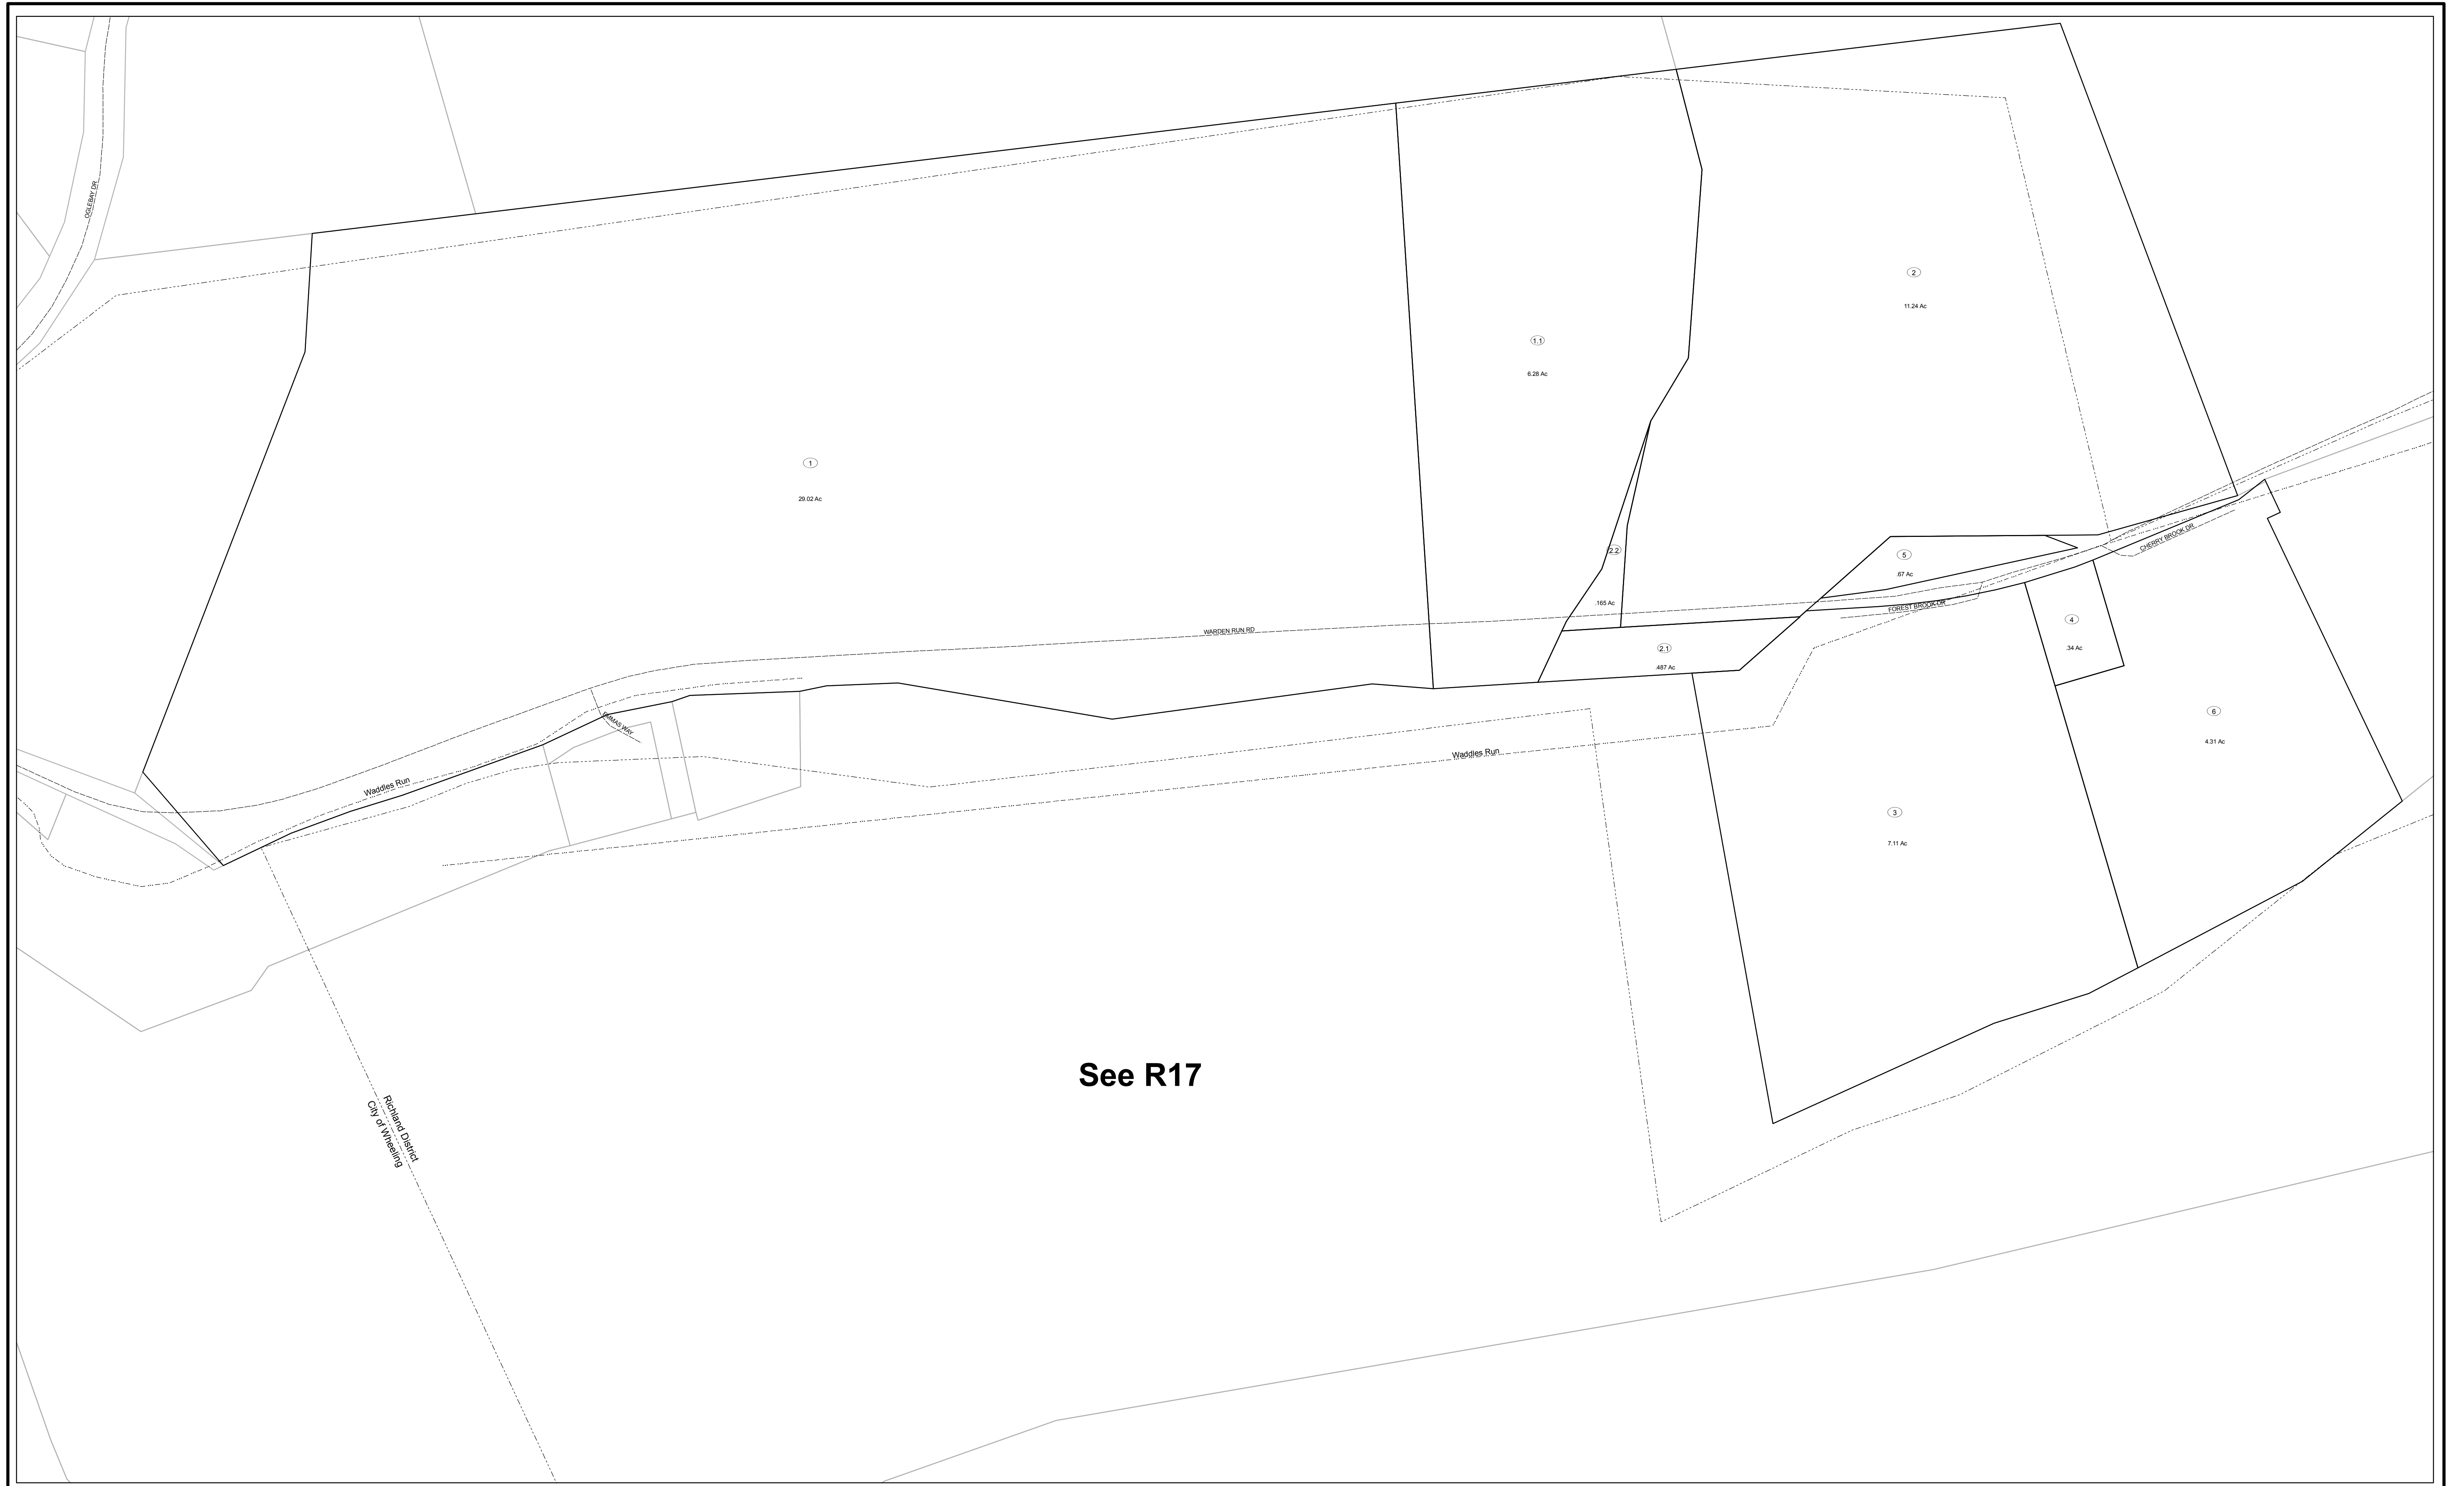 OGLEBAY DR
2
11.24 Ac
1.1
6.28 Ac
1
29.02 Ac
CHERRY BROOK DR
2.2
5
.67 Ac
.165 Ac
FOREST BROOK DR
4
WARDEN RUN RD
2.1
.34 Ac
.487 Ac
6
EMMAS WAY
4.31 Ac
Waddles Run
Waddles Run
3
7.11 Ac
See R17
Richland District
City of Wheeling